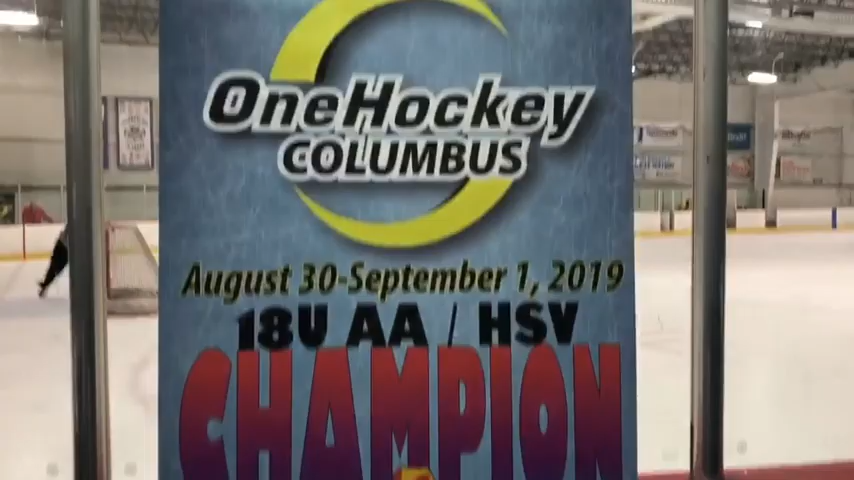 OneHockey
COLUMBUS
August 30-September 1, 2019
18U AA / HSV
CHAMPION